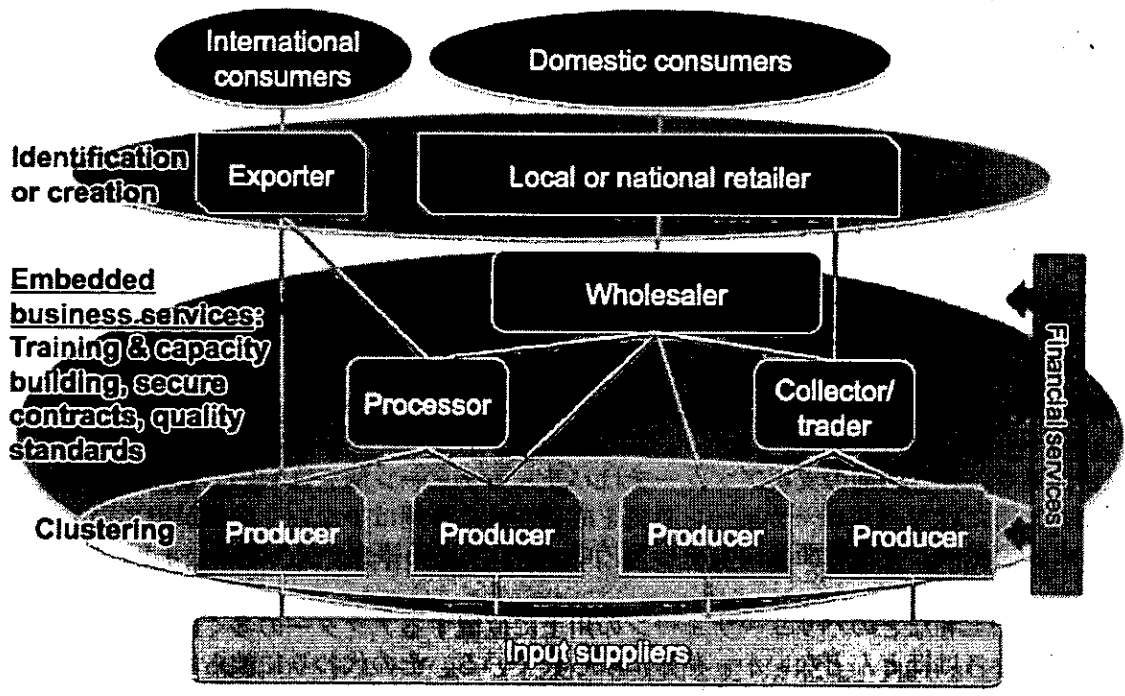 International
consumers
Domestic consumers
Identification
or creation
Exporter
Local or national retailer
Embedded
business services:
Training & capacity
building, secure
contracts, quality
standards
Wholesaler
Processor
Collector/
trader
Financial services
Clustering
Producer
Producer
Producer
Producer
Input suppliers